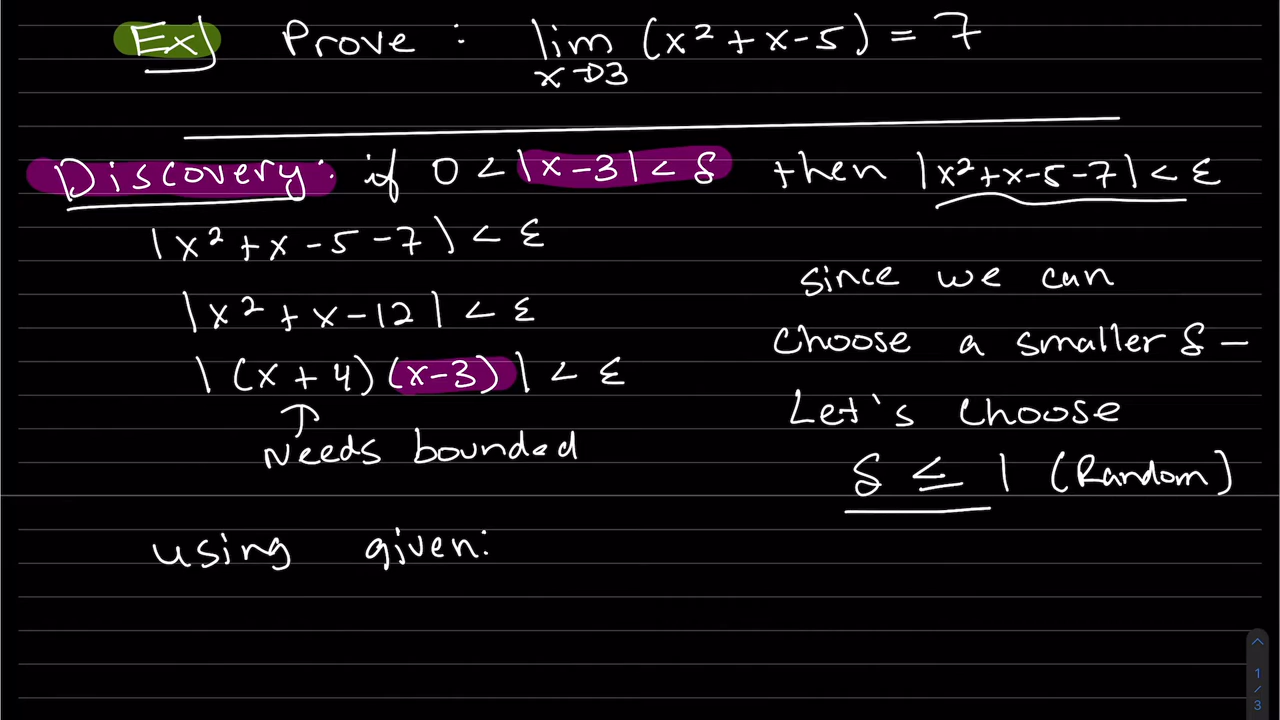 Ex) Prove : lim (x² + x - 5) = 7
x→3
Discovery: if 0 < |x - 3| < δ then |x² + x - 5 - 7| < ε
|x² + x - 5 - 7| < ε
since we can
|x² + x - 12| < ε
choose a smaller δ -
|(x + 4)(x - 3)| < ε
Let's choose
↑
Needs bounded
δ ≤ 1 (Random)
using given:
1
/
3